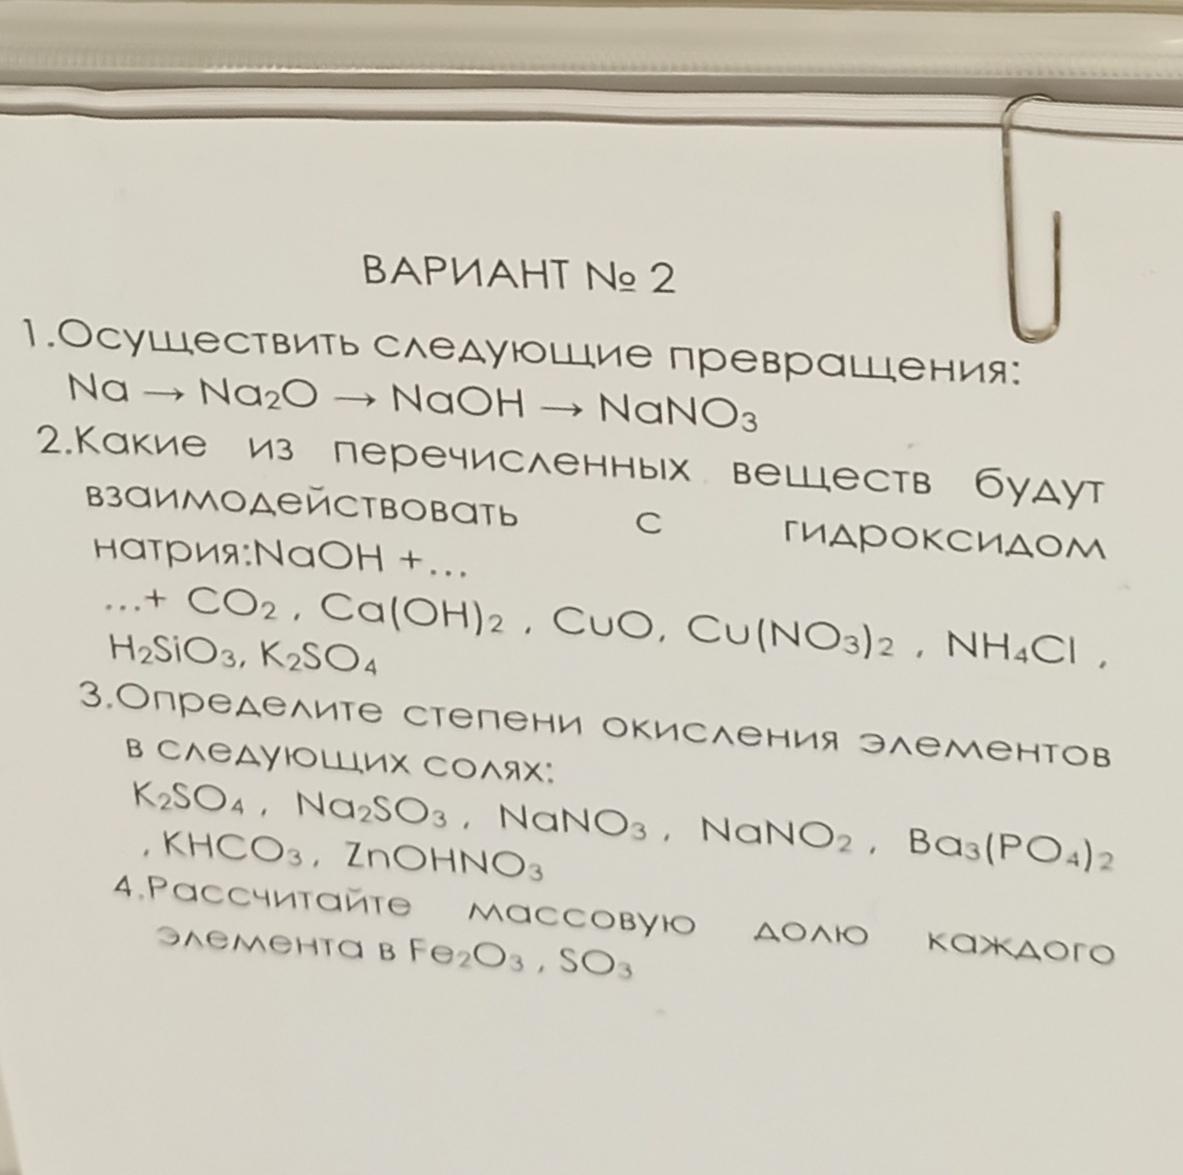 ВАРИАНТ № 2
1.Осуществить следующие превращения:
Na → Na₂O → NaOH → NaNO₃
2.Какие из перечисленных веществ будут
взаимодействовать с гидроксидом
натрия:NaOH +...
...+ CO₂ , Ca(OH)₂ , CuO, Cu(NO₃)₂ , NH₄Cl ,
H₂SiO₃, K₂SO₄
3.Определите степени окисления элементов
в следующих солях:
K₂SO₄ , Na₂SO₃ , NaNO₃ , NaNO₂ , Ba₃(PO₄)₂
, KHCO₃ , ZnOHNO₃
4.Рассчитайте массовую долю каждого
элемента в Fe₂O₃ , SO₃